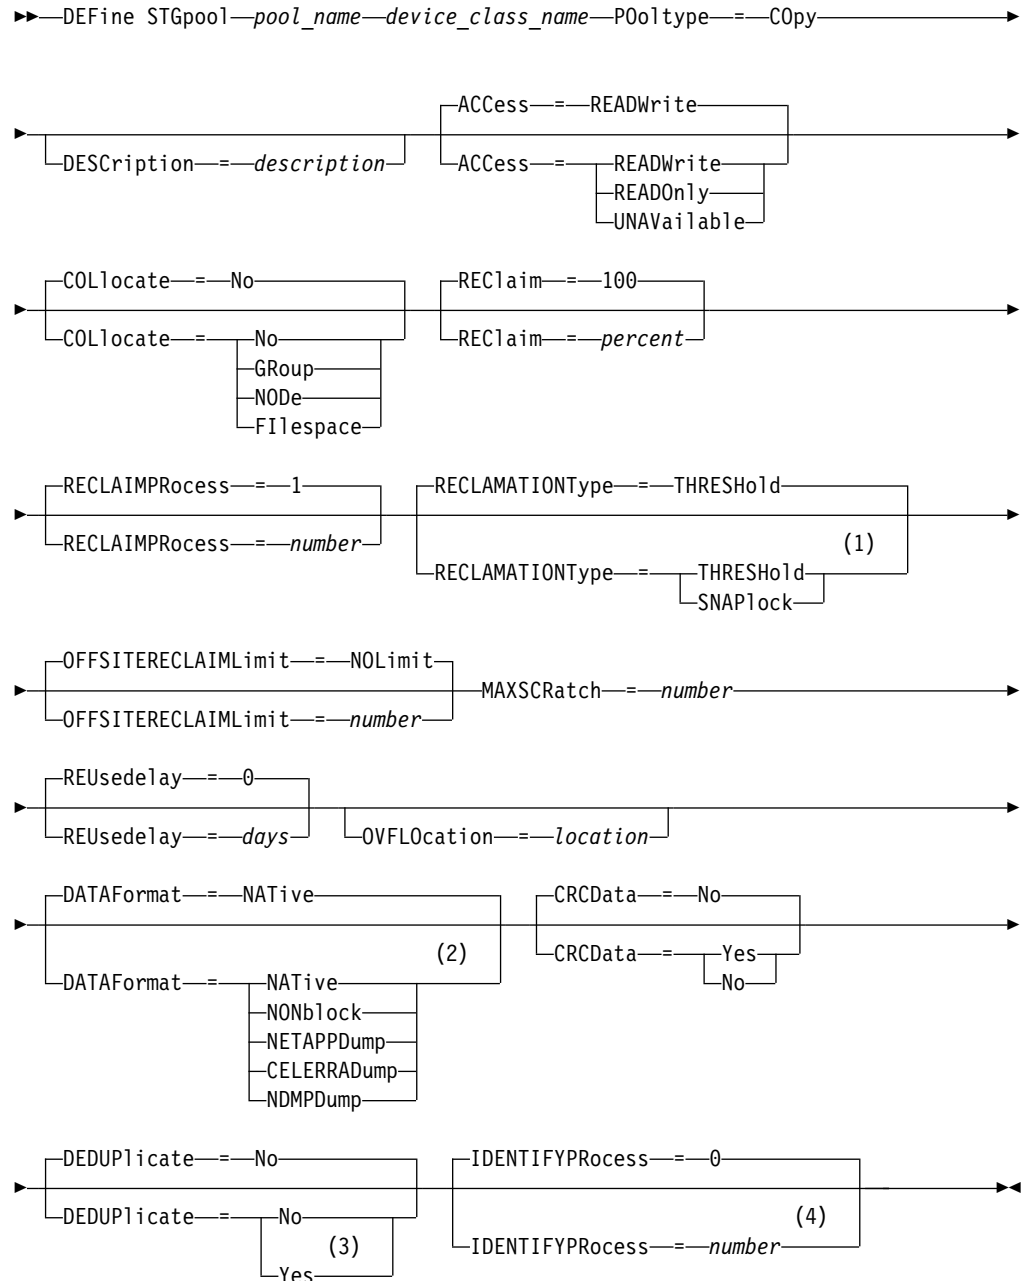 DEFine STGpool pool_name device_class_name POoltype = COpy
ACCess = READWrite
DESCription = description ACCess = READWrite
READOnly
UNAVailable
COLlocate = No REClaim = 100
COLlocate = No REClaim = percent
GRoup
NODe
FIlespace
RECLAIMPRocess = 1 RECLAMATIONType = THRESHold
(1)
RECLAIMPRocess = number RECLAMATIONType = THRESHold
SNAPlock
OFFSITERECLAIMLimit = NOLimit
MAXSCRatch = number
OFFSITERECLAIMLimit = number
REUsedelay = 0
REUsedelay = days OVFLOcation = location
DATAFormat = NATive CRCData = No
(2) CRCData = Yes
DATAFormat = NATive No
NONblock
NETAPPDump
CELERRADump
NDMPDump
DEDUPlicate = No IDENTIFYPRocess = 0
DEDUPlicate = No (4)
(3) IDENTIFYPRocess = number
Yes